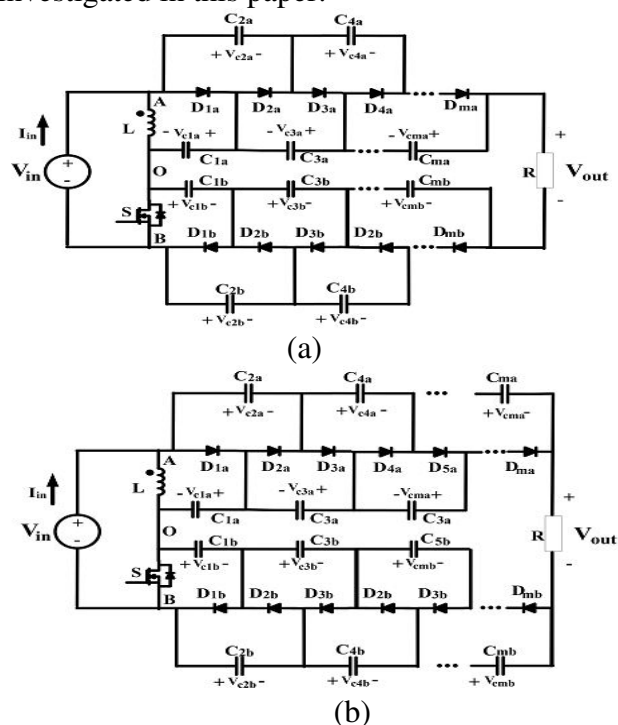 investigated in this paper.
C2a C4a
+ Vc2a - + Vc4a -
A D1a D2a D3a D4a Dma
Iin L - Vc1a + - Vc3a + - Vcma + +
C1a C3a Cma
Vin O R Vout
C1b C3b Cmb
S + Vc1b - + Vc3b - + Vcmb - -
B D1b D2b D3b D2b Dmb
C2b C4b
+ Vc2b - + Vc4b -
(a)
C2a C4a Cma
+ Vc2a - + Vc4a - + Vcma -
A D1a D2a D3a D4a D5a Dma
Iin L - Vc1a + - Vc3a + - Vcma + +
C1a C3a C3a
Vin O R Vout
C1b C3b C5b
S + Vc1b - + Vc3b - + Vcmb - -
B D1b D2b D3b D2b D3b Dmb
C2b C4b Cmb
+ Vc2b - + Vc4b - + Vcmb -
(b)